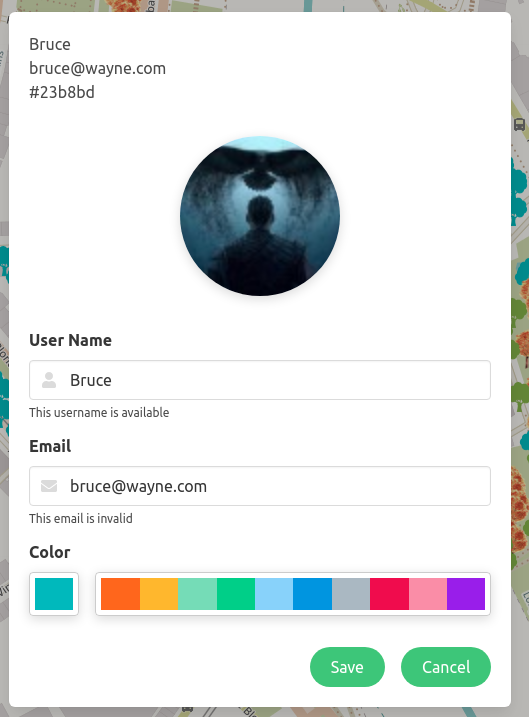 Bruce
bruce@wayne.com
#23b8bd
User Name
Bruce
This username is available
Email
bruce@wayne.com
This email is invalid
Color
Save
Cancel